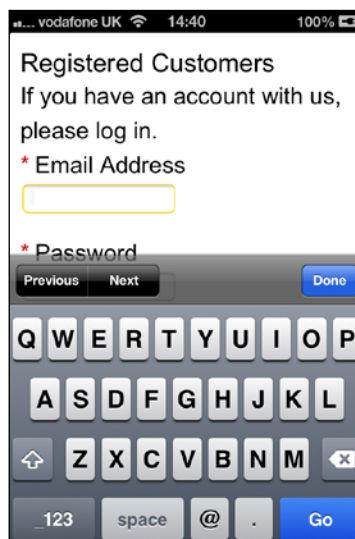 vodafone UK 14:40 100%
Registered Customers
If you have an account with us,
please log in.
* Email Address
* Password
Previous Next Done
Q W E R T Y U I O P
A S D F G H J K L
Z X C V B N M
_123 space @ . Go